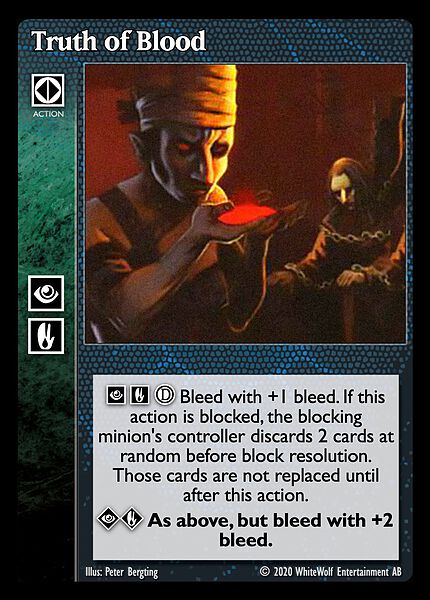 Truth of Blood
ACTION
D Bleed with +1 bleed. If this
action is blocked, the blocking
minion's controller discards 2 cards at
random before block resolution.
Those cards are not replaced until
after this action.
As above, but bleed with +2
bleed.
Illus: Peter Bergting © 2020 WhiteWolf Entertainment AB